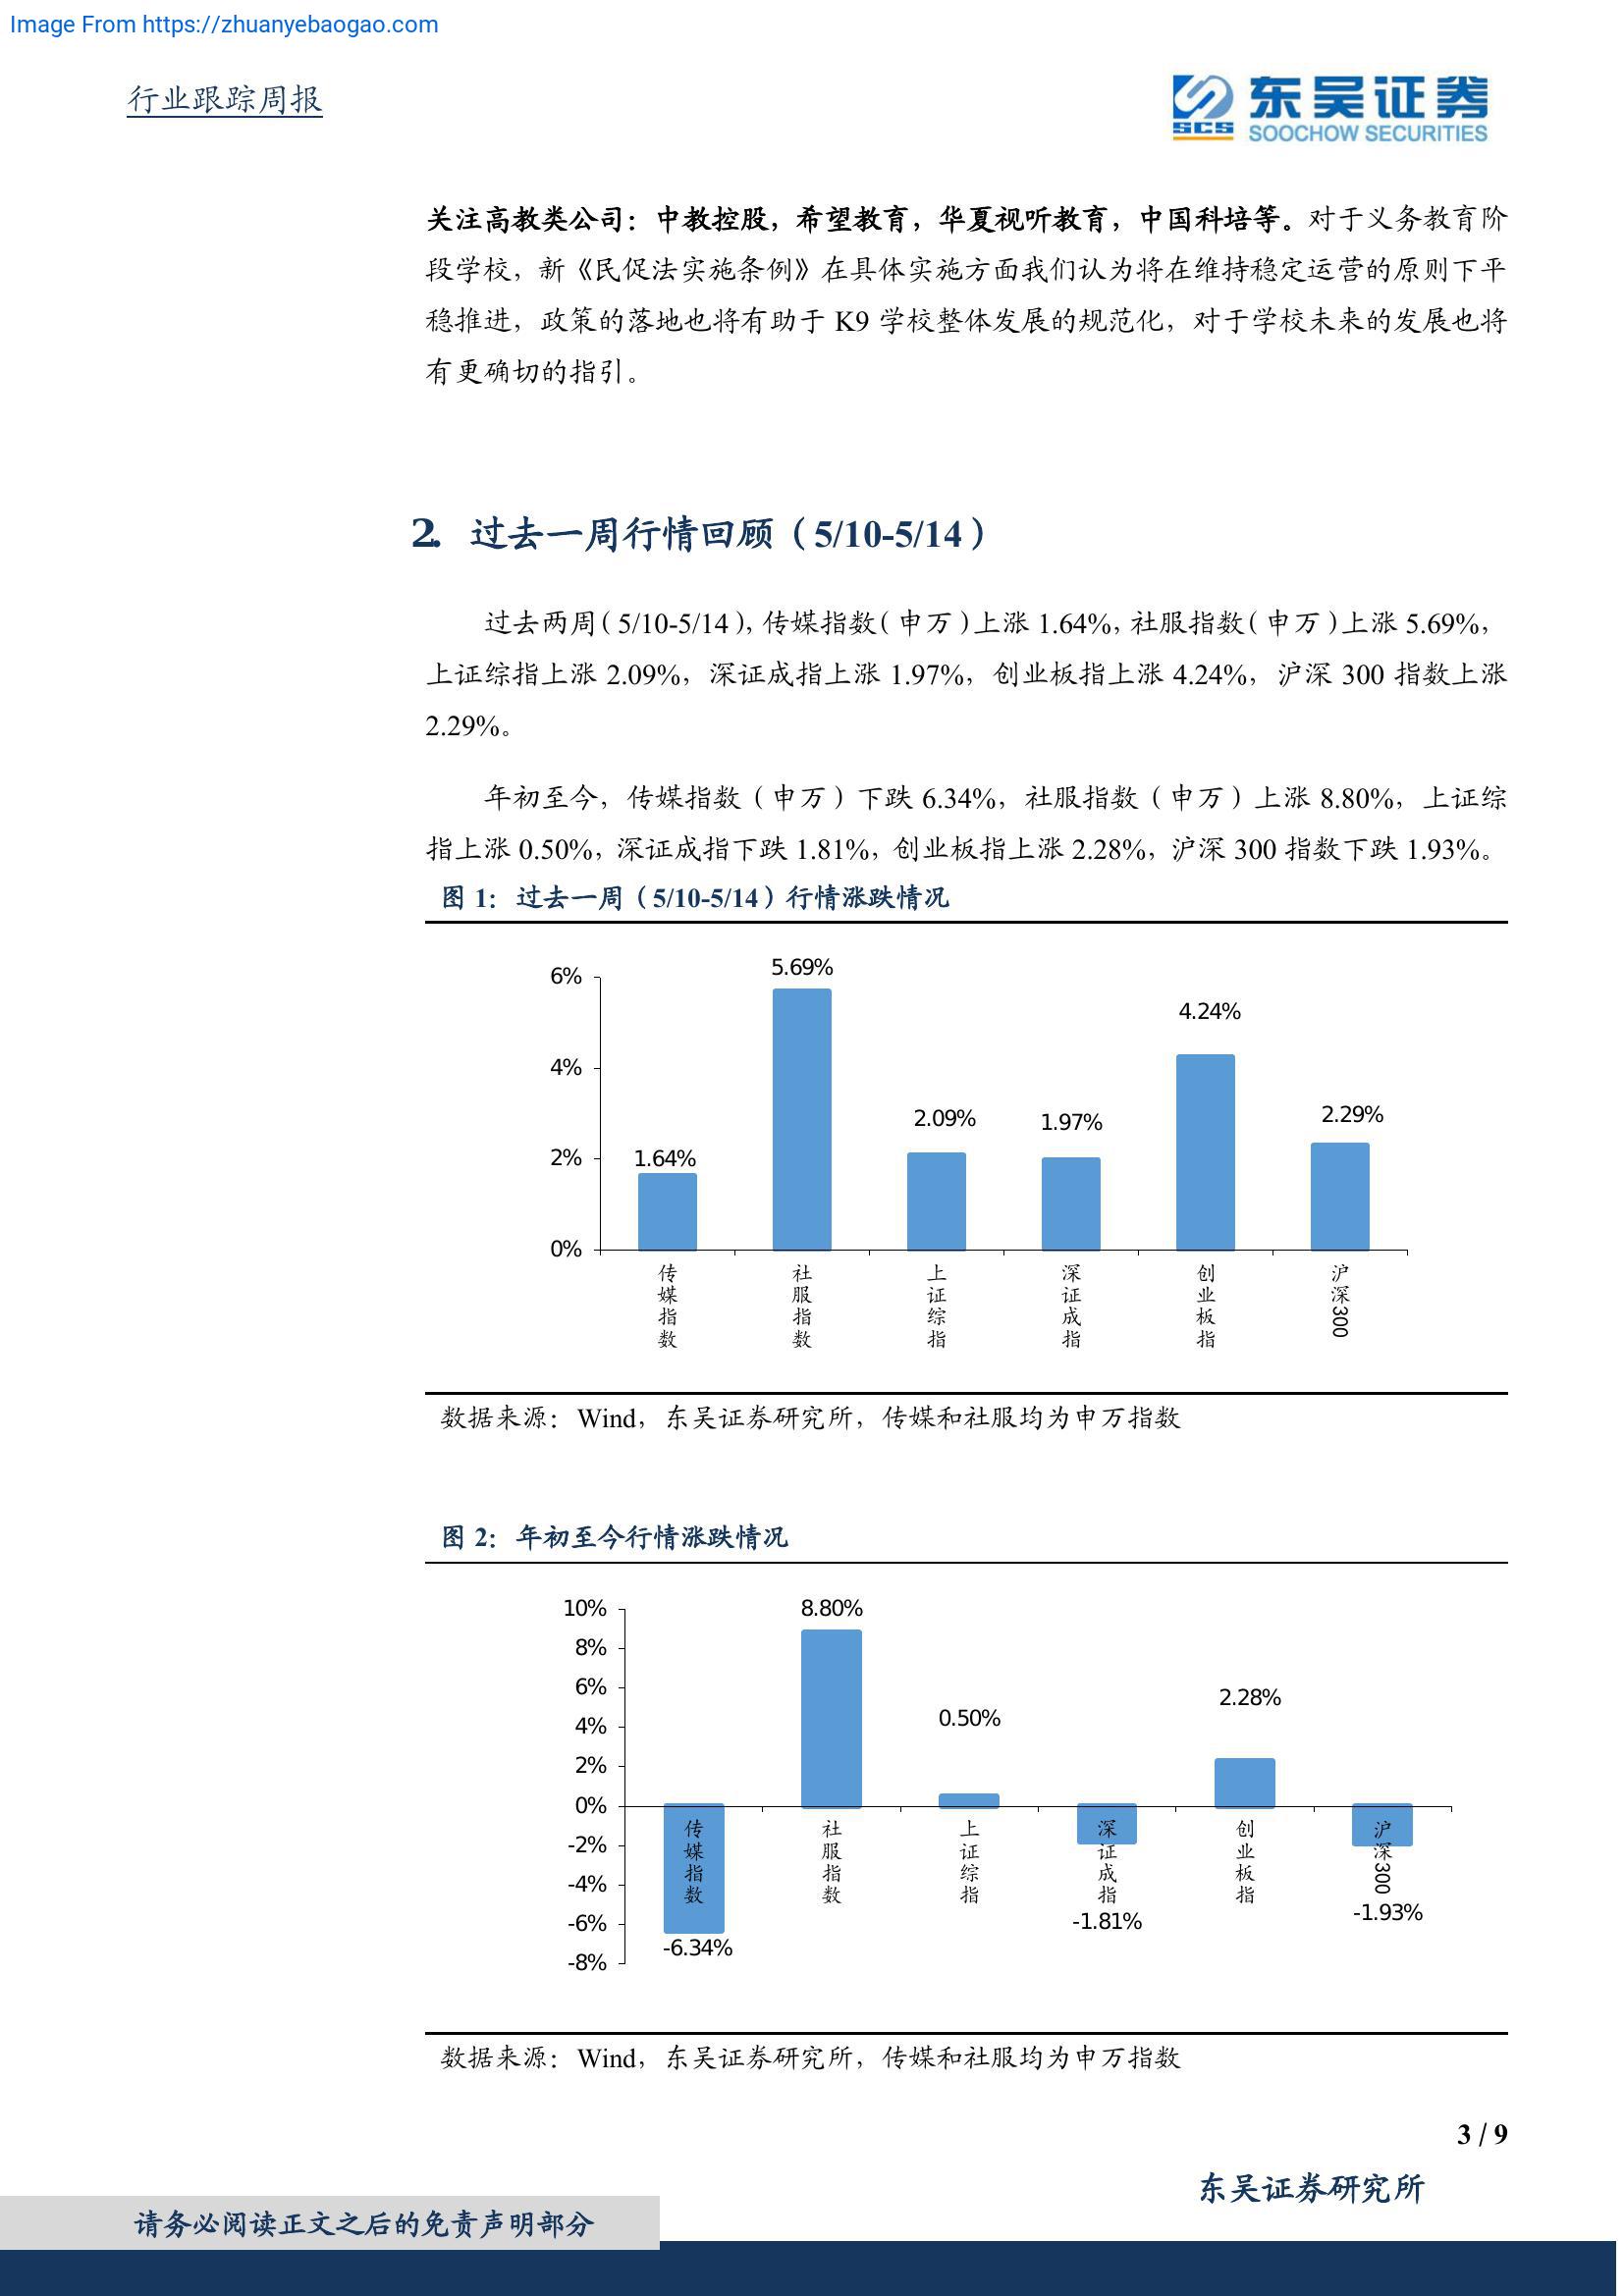 Image From https://zhuanyebaogao.com
行业跟踪周报
SCS
东吴证券
SOOCHOW SECURITIES
关注高教类公司：中教控股，希望教育，华夏视听教育，中国科培等。对于义务教育阶
段学校，新《民促法实施条例》在具体实施方面我们认为将在维持稳定运营的原则下平
稳推进，政策的落地也将有助于 K9 学校整体发展的规范化，对于学校未来的发展也将
有更确切的指引。
2. 过去一周行情回顾（5/10-5/14）
过去两周（5/10-5/14），传媒指数（申万）上涨 1.64%，社服指数（申万）上涨 5.69%，
上证综指上涨 2.09%，深证成指上涨 1.97%，创业板指上涨 4.24%，沪深 300 指数上涨
2.29%。
年初至今，传媒指数（申万）下跌 6.34%，社服指数（申万）上涨 8.80%，上证综
指上涨 0.50%，深证成指下跌 1.81%，创业板指上涨 2.28%，沪深 300 指数下跌 1.93%。
图 1：过去一周（5/10-5/14）行情涨跌情况
6%
4%
2%
0%
1.64%
5.69%
2.09%
1.97%
4.24%
2.29%
传媒指数
社服指数
上证综指
深证成指
创业板指
沪深300
数据来源：Wind，东吴证券研究所，传媒和社服均为申万指数
图 2：年初至今行情涨跌情况
10%
8%
6%
4%
2%
0%
-2%
-4%
-6%
-8%
-6.34%
8.80%
0.50%
-1.81%
2.28%
-1.93%
传媒指数
社服指数
上证综指
深证成指
创业板指
沪深300
数据来源：Wind，东吴证券研究所，传媒和社服均为申万指数
3 / 9
东吴证券研究所
请务必阅读正文之后的免责声明部分